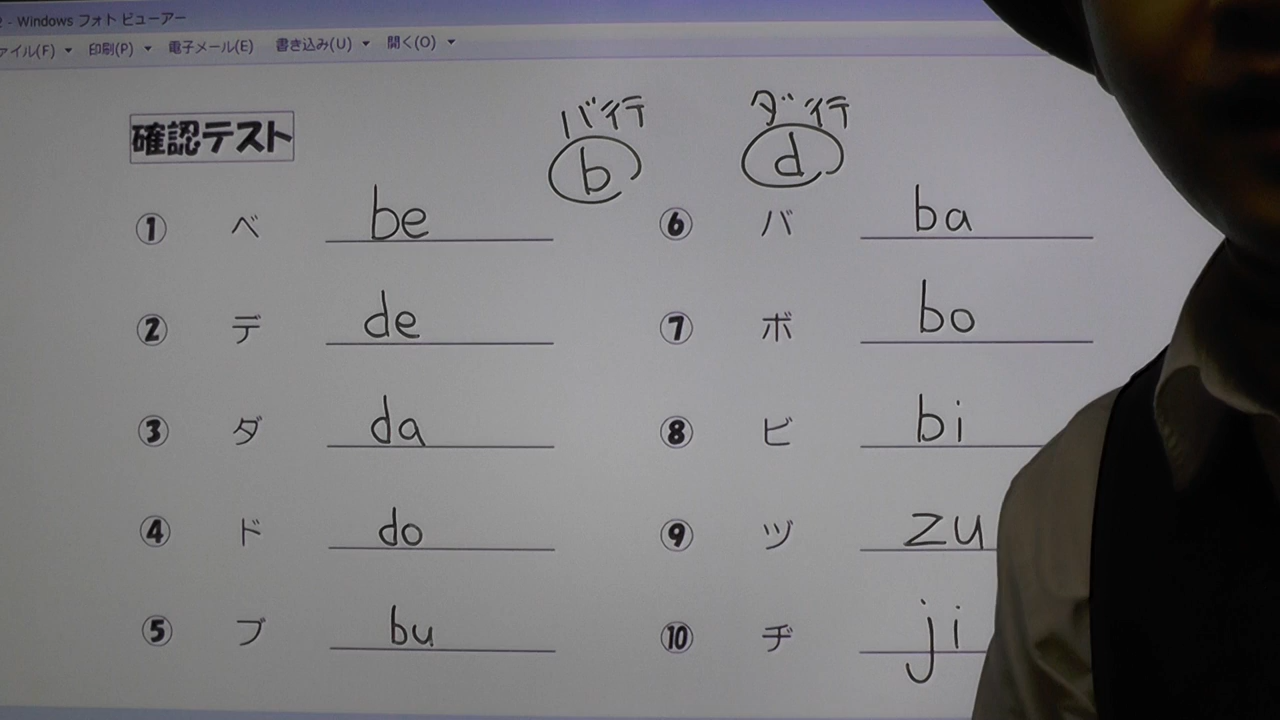 2 - Windows フォト ビューアー
ァイル(F) 印刷(P) 電子メール(E) 書き込み(U) 開く(O)
確認テスト
バ行 ダ行
b d
① ベ be
② デ de
③ ダ da
④ ド do
⑤ ブ bu
⑥ バ ba
⑦ ボ bo
⑧ ビ bi
⑨ ヅ zu
⑩ ヂ ji